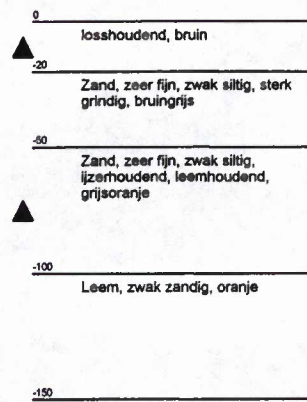 0
losshoudend, bruin
-20
Zand, zeer fijn, zwak siltig, sterk
grindig, bruingrijs
-50
Zand, zeer fijn, zwak siltig,
ijzerhoudend, leemhoudend,
grijsoranje
-100
Leem, zwak zandig, oranje
-150